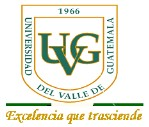 1966
UNIVERSIDAD DEL VALLE DE GUATEMALA
UVG
Excelencia que trasciende